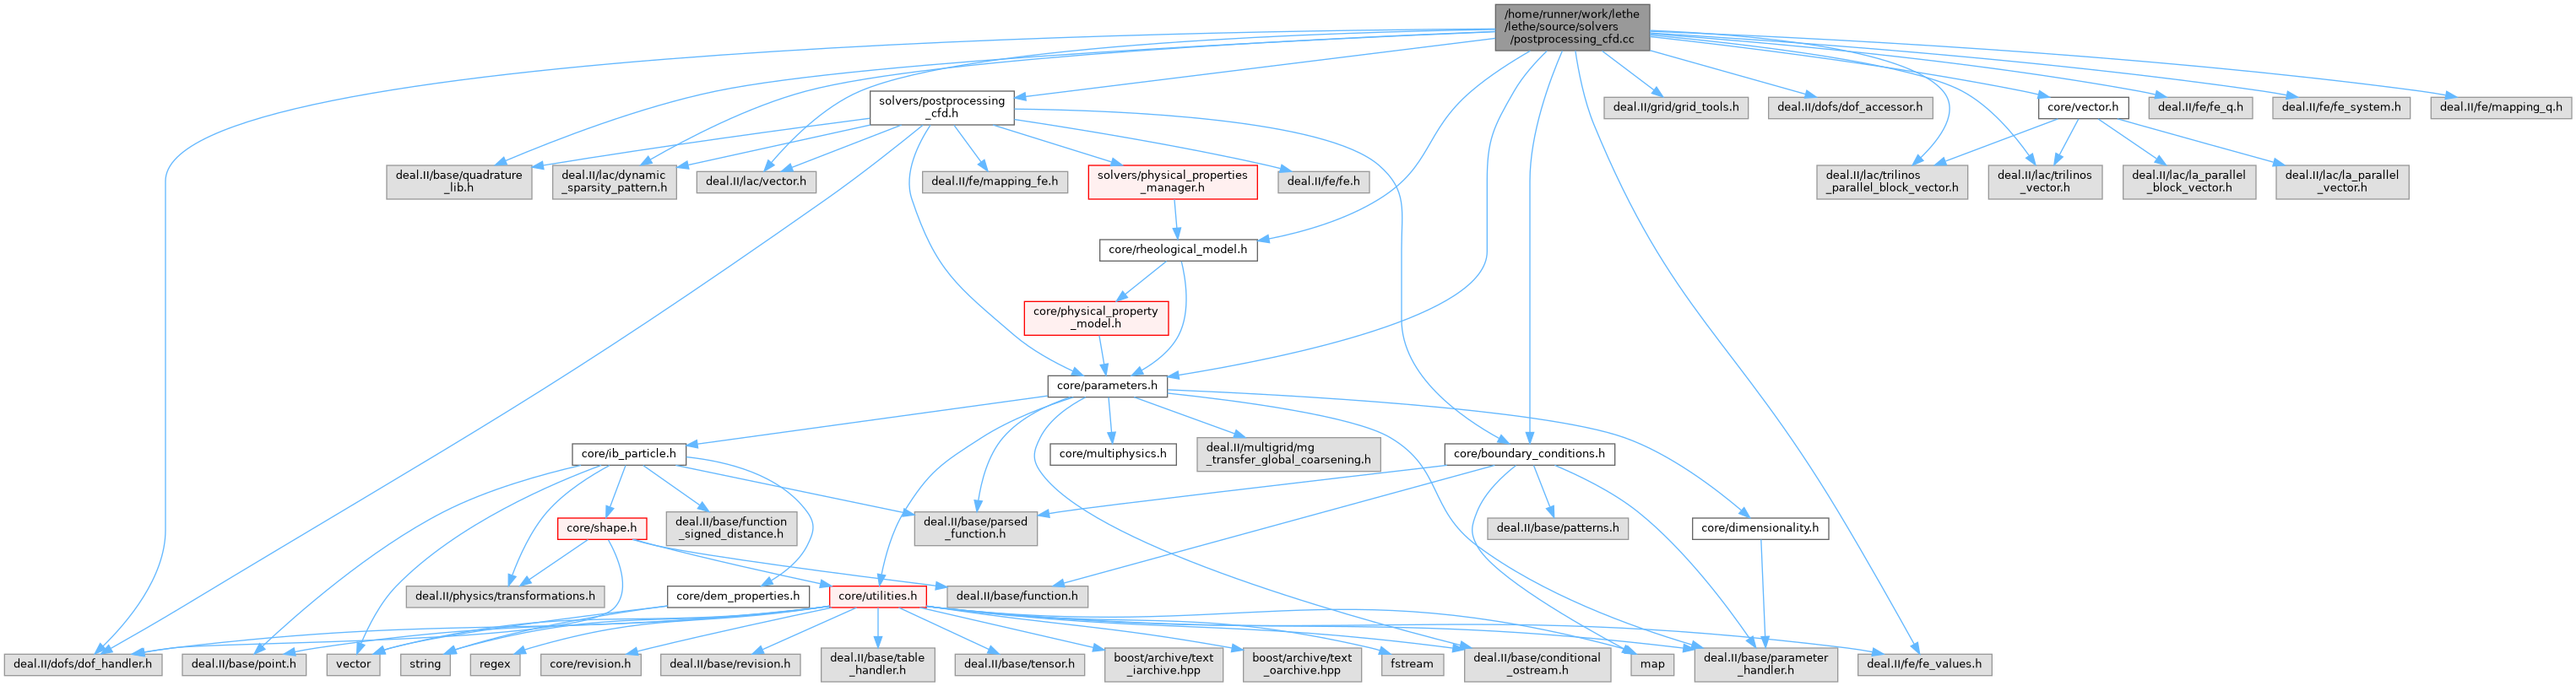 /home/runner/work/lethe
/lethe/source/solvers
/postprocessing_cfd.cc
solvers/postprocessing
_cfd.h
deal.II/grid/grid_tools.h
deal.II/dofs/dof_accessor.h
core/vector.h
deal.II/fe/fe_q.h
deal.II/fe/fe_system.h
deal.II/fe/mapping_q.h
deal.II/base/quadrature
_lib.h
deal.II/lac/dynamic
_sparsity_pattern.h
deal.II/lac/vector.h
deal.II/fe/mapping_fe.h
solvers/physical_properties
_manager.h
deal.II/fe/fe.h
deal.II/lac/trilinos
_parallel_block_vector.h
deal.II/lac/trilinos
_vector.h
deal.II/lac/la_parallel
_block_vector.h
deal.II/lac/la_parallel
_vector.h
core/rheological_model.h
core/physical_property
_model.h
core/parameters.h
core/ib_particle.h
core/multiphysics.h
deal.II/multigrid/mg
_transfer_global_coarsening.h
core/boundary_conditions.h
core/shape.h
deal.II/base/function
_signed_distance.h
deal.II/base/parsed
_function.h
deal.II/base/patterns.h
core/dimensionality.h
deal.II/physics/transformations.h
core/dem_properties.h
core/utilities.h
deal.II/base/function.h
deal.II/dofs/dof_handler.h
deal.II/base/point.h
vector
string
regex
core/revision.h
deal.II/base/revision.h
deal.II/base/table
_handler.h
deal.II/base/tensor.h
boost/archive/text
_iarchive.hpp
boost/archive/text
_oarchive.hpp
fstream
deal.II/base/conditional
_ostream.h
map
deal.II/base/parameter
_handler.h
deal.II/fe/fe_values.h